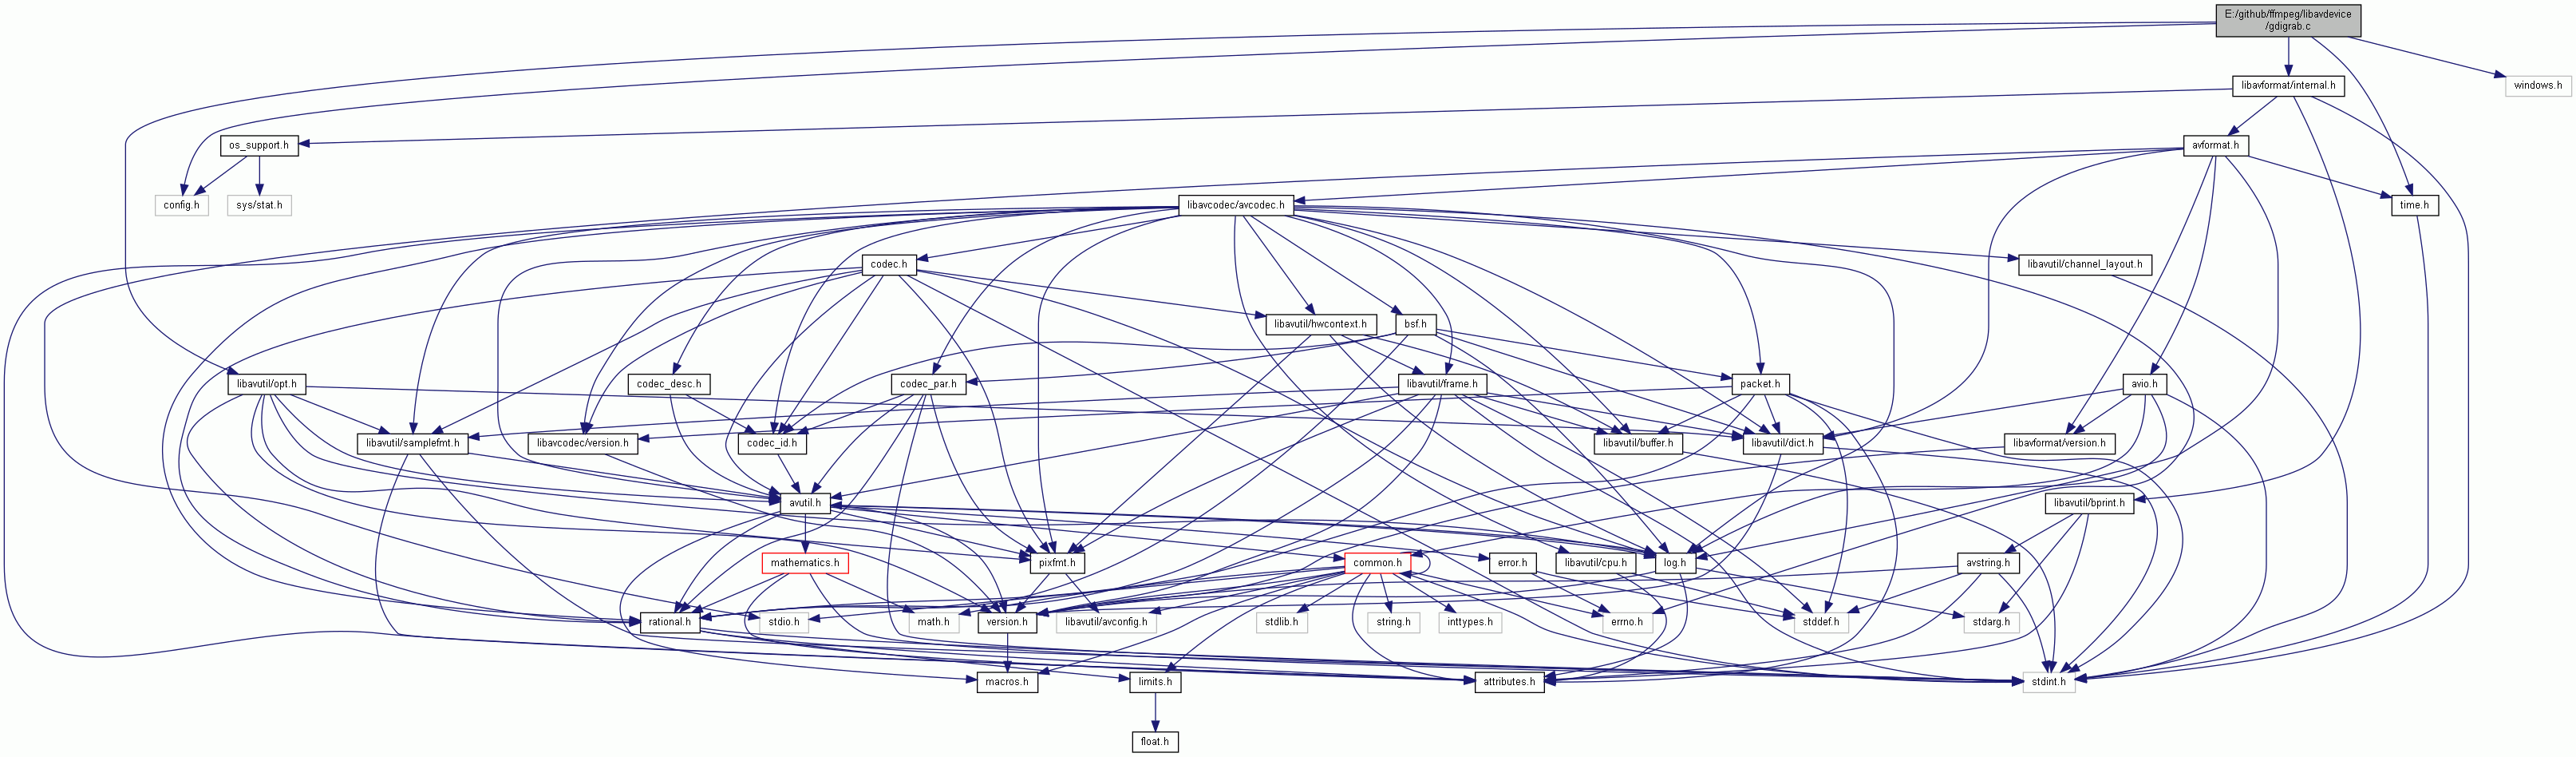 E:/github/ffmpeg/libavdevice
/gdigrab.c
libavformat/internal.h
windows.h
os_support.h
avformat.h
config.h
sys/stat.h
libavcodec/avcodec.h
time.h
codec.h
libavutil/channel_layout.h
libavutil/hwcontext.h
bsf.h
libavutil/opt.h
codec_desc.h
codec_par.h
libavutil/frame.h
packet.h
avio.h
libavutil/samplefmt.h
libavcodec/version.h
codec_id.h
libavutil/buffer.h
libavutil/dict.h
libavformat/version.h
avutil.h
libavutil/bprint.h
mathematics.h
pixfmt.h
common.h
error.h
libavutil/cpu.h
log.h
avstring.h
rational.h
stdio.h
math.h
version.h
libavutil/avconfig.h
stdlib.h
string.h
inttypes.h
errno.h
stddef.h
stdarg.h
macros.h
limits.h
attributes.h
stdint.h
float.h